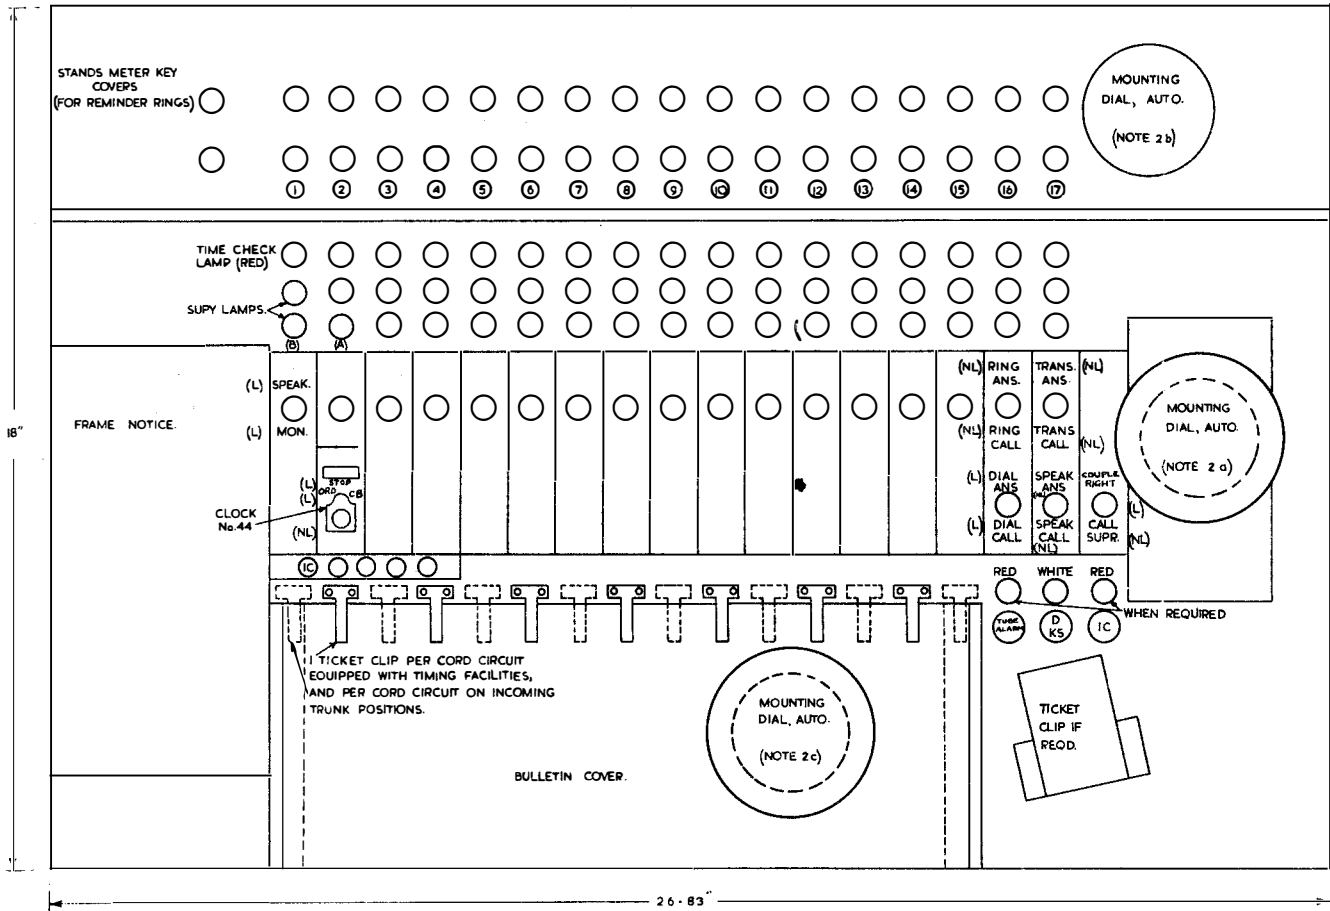 STANDS METER KEY
COVERS
(FOR REMINDER RINGS)
MOUNTING
DIAL, AUTO.
(NOTE 2b)
1 2 3 4 5 6 7 8 9 10 11 12 13 14 15 16 17
TIME CHECK
LAMP (RED)
SUPY LAMPS.
(B) (A)
18"
FRAME NOTICE.
(L) SPEAK.
(L) MON.
(L) STOP
(L) ORD CB
CLOCK
No.44
(NL)
(NL) RING
ANS.
TRANS.
ANS.
(NL)
(NL) RING
CALL
TRANS
CALL
(NL)
(L) DIAL
ANS
SPEAK
ANS
(NL)
COUPLE
RIGHT
(L)
(L) DIAL
CALL
SPEAK
CALL
(NL)
CALL
SUPR.
(NL)
MOUNTING
DIAL, AUTO.
(NOTE 2a)
IC
RED WHITE RED
WHEN REQUIRED
TUBE
ALARM
D
KS
IC
1 TICKET CLIP PER CORD CIRCUIT
EQUIPPED WITH TIMING FACILITIES,
AND PER CORD CIRCUIT ON INCOMING
TRUNK POSITIONS.
MOUNTING
DIAL, AUTO.
(NOTE 2c)
TICKET
CLIP IF
REQD.
BULLETIN COVER.
26·83"